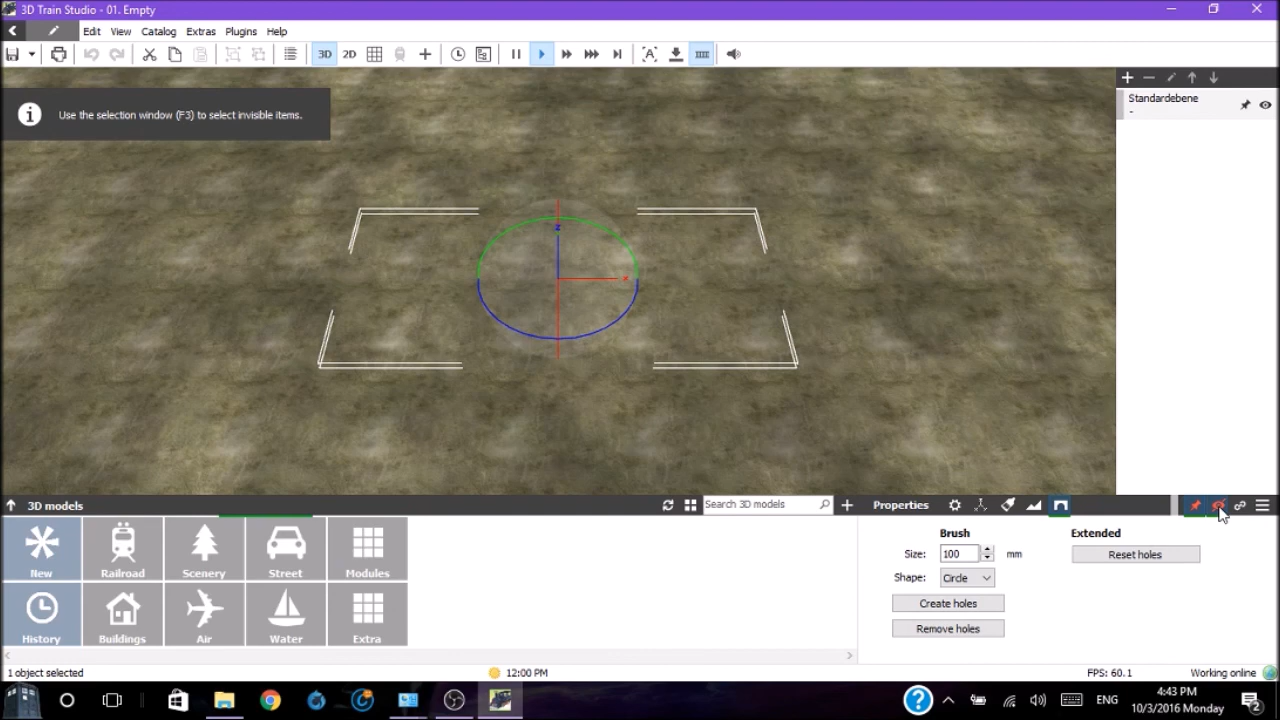 3D Train Studio - 01. Empty
Edit View Catalog Extras Plugins Help
3D 2D
Use the selection window (F3) to select invisible items.
Standardebene
-
z
x
3D models
Search 3D models
Properties
New Railroad Scenery Street Modules
History Buildings Air Water Extra
Brush Extended
Size: 100 mm Reset holes
Shape: Circle
Create holes
Remove holes
1 object selected 12:00 PM FPS: 60.1 Working online
ENG 4:43 PM
10/3/2016 Monday 2